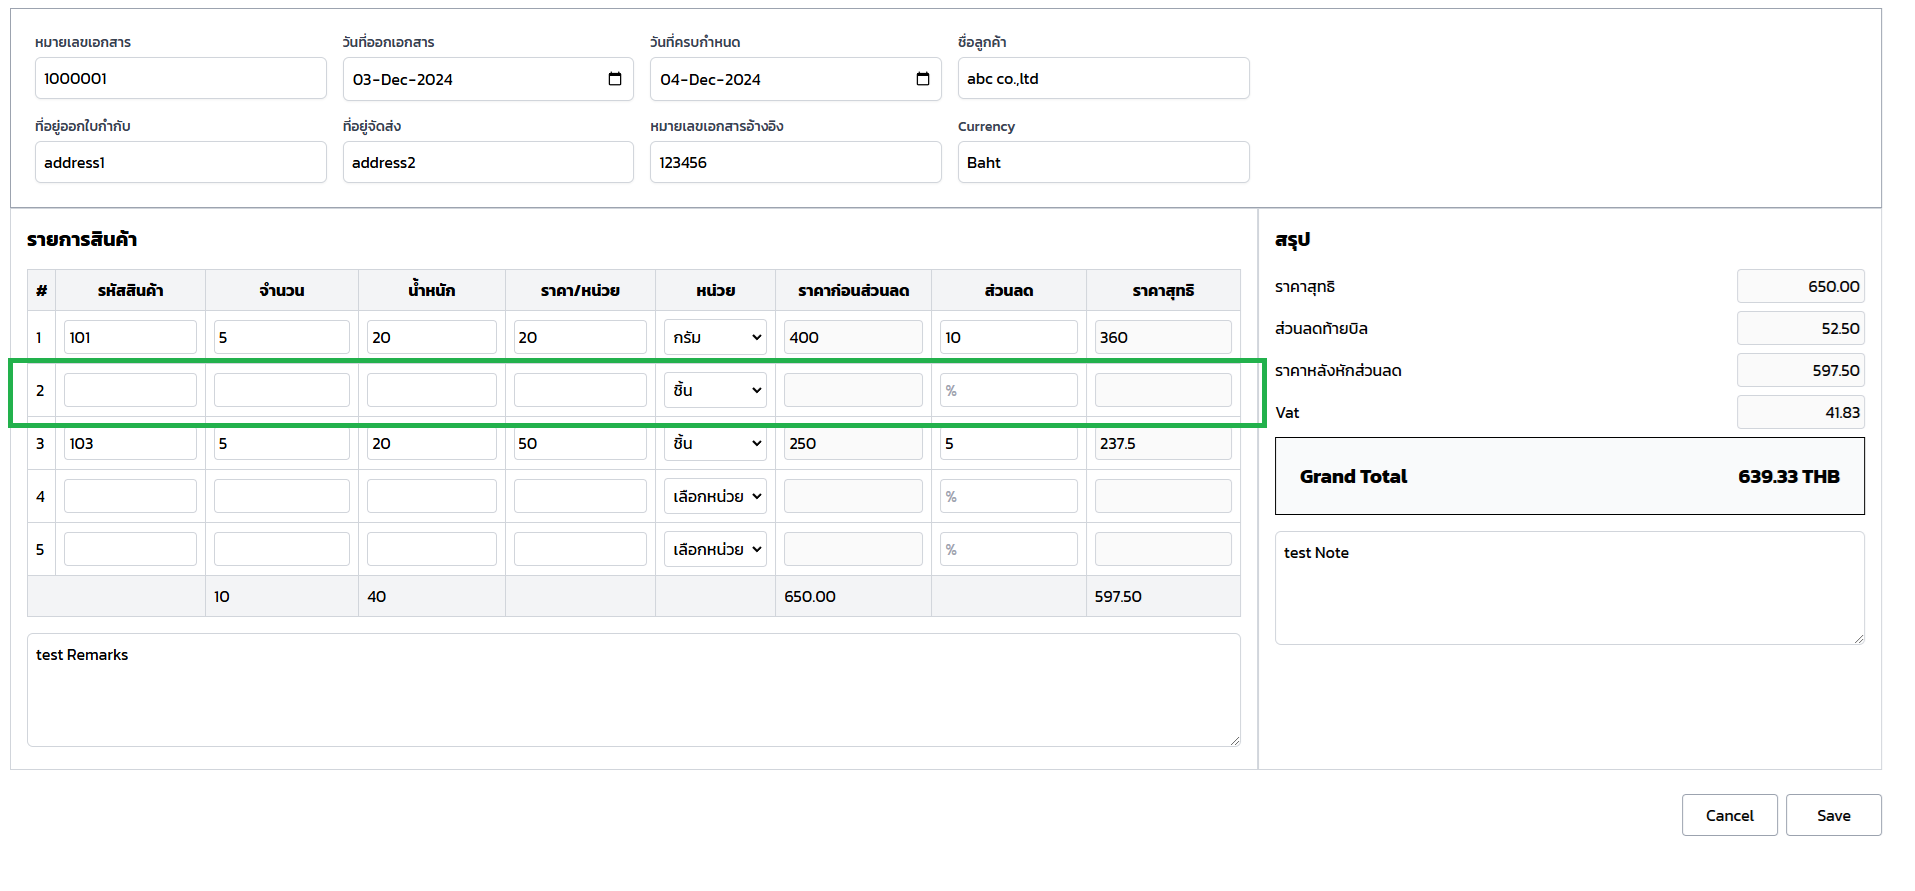 หมายเลขเอกสาร วันที่ออกเอกสาร วันที่ครบกำหนด ชื่อลูกค้า
1000001 03-Dec-2024 04-Dec-2024 abc co.,ltd
ที่อยู่ออกใบกำกับ ที่อยู่จัดส่ง หมายเลขเอกสารอ้างอิง Currency
address1 address2 123456 Baht
รายการสินค้า
# รหัสสินค้า จำนวน น้ำหนัก ราคา/หน่วย หน่วย ราคาก่อนส่วนลด ส่วนลด ราคาสุทธิ
1 101 5 20 20 กรัม 400 10 360
2 ชิ้น %
3 103 5 20 50 ชิ้น 250 5 237.5
4 เลือกหน่วย %
5 เลือกหน่วย %
10 40 650.00 597.50
test Remarks
สรุป
ราคาสุทธิ 650.00
ส่วนลดท้ายบิล 52.50
ราคาหลังหักส่วนลด 597.50
Vat 41.83
Grand Total 639.33 THB
test Note
Cancel Save